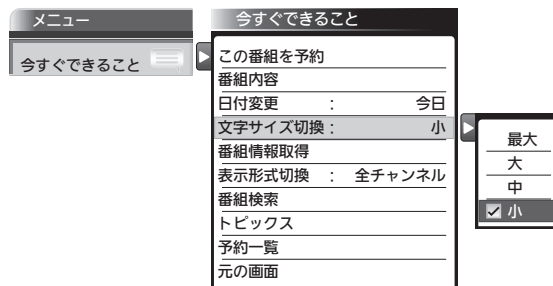 メニュー
今すぐできること
今すぐできること
この番組を予約
番組内容
日付変更 : 今日
文字サイズ切換 : 小
番組情報取得
表示形式切換 : 全チャンネル
番組検索
トピックス
予約一覧
元の画面
最大
大
中
小